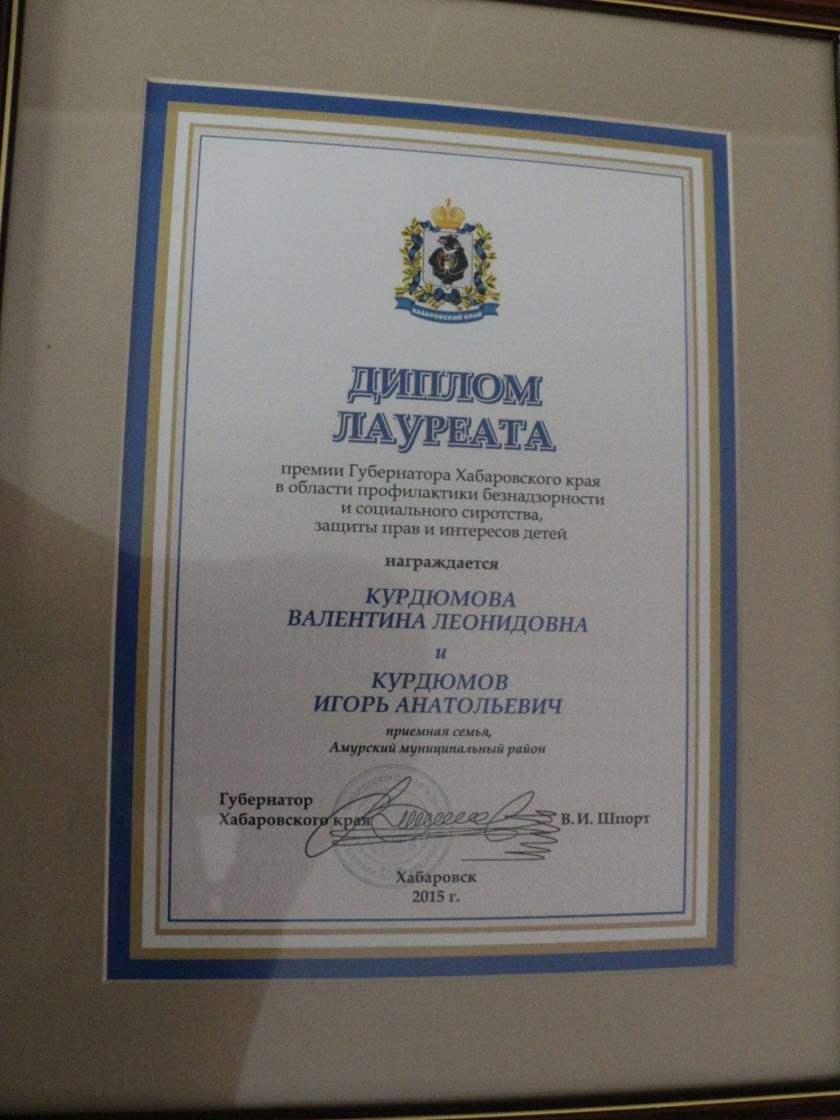 ХАБАРОВСКИЙ КРАЙ
ДИПЛОМ
ЛАУРЕАТА
премии Губернатора Хабаровского края
в области профилактики безнадзорности
и социального сиротства,
защиты прав и интересов детей
награждается
КУРДЮМОВА
ВАЛЕНТИНА ЛЕОНИДОВНА
и
КУРДЮМОВ
ИГОРЬ АНАТОЛЬЕВИЧ
приемная семья,
Амурский муниципальный район
Губернатор
Хабаровского края
В.И. Шпорт
Хабаровск
2015 г.